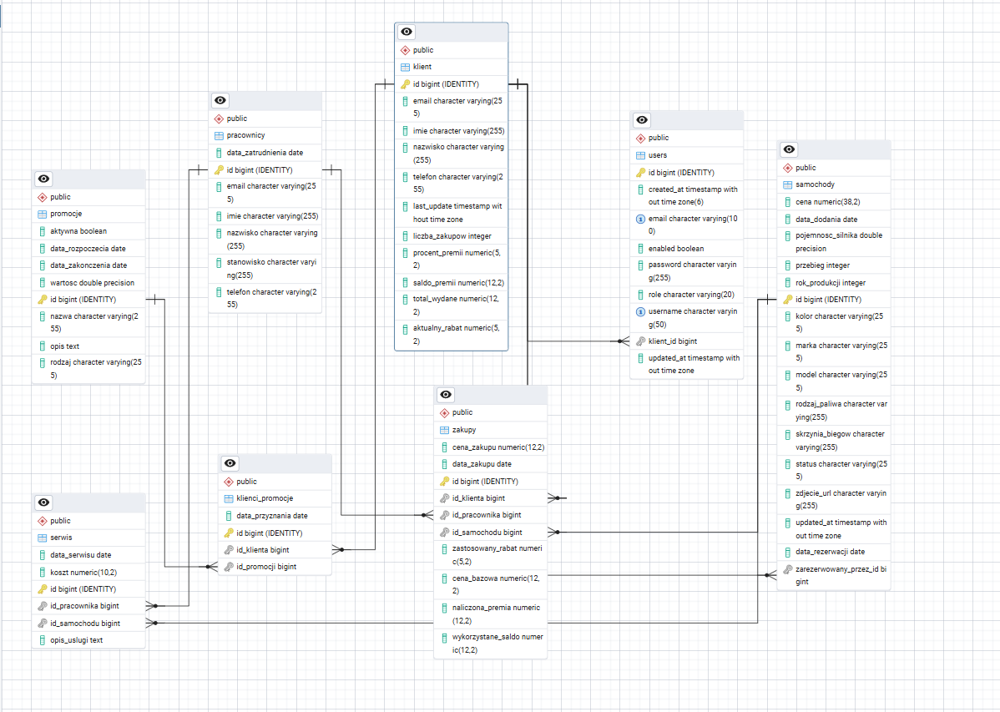 public
klient
id bigint (IDENTITY)
email character varying(25
5)
imie character varying(255)
nazwisko character varying
(255)
telefon character varying(2
55)
last_update timestamp wit
hout time zone
liczba_zakupow integer
procent_premii numeric(5,
2)
saldo_premii numeric(12,2)
total_wydane numeric(12,
2)
aktualny_rabat numeric(5,
2)
public
pracownicy
data_zatrudnienia date
id bigint (IDENTITY)
email character varying(25
5)
imie character varying(255)
nazwisko character varying
(255)
stanowisko character varyi
ng(255)
telefon character varying(2
55)
public
users
id bigint (IDENTITY)
created_at timestamp with
out time zone(6)
email character varying(10
0)
enabled boolean
password character varyin
g(255)
role character varying(20)
username character varyin
g(50)
klient_id bigint
updated_at timestamp with
out time zone
public
samochody
cena numeric(38,2)
data_dodania date
pojemnosc_silnika double
precision
przebieg integer
rok_produkcji integer
id bigint (IDENTITY)
kolor character varying(25
5)
marka character varying(25
5)
model character varying(25
5)
rodzaj_paliwa character var
ying(255)
skrzynia_biegow character
varying(255)
status character varying(25
5)
zdjecie_url character varyin
g(255)
updated_at timestamp with
out time zone
data_rezerwacji date
zarezerwowany_przez_id bi
gint
public
promocje
aktywna boolean
data_rozpoczecia date
data_zakonczenia date
wartosc double precision
id bigint (IDENTITY)
nazwa character varying(2
55)
opis text
rodzaj character varying(25
5)
public
zakupy
cena_zakupu numeric(12,2)
data_zakupu date
id bigint (IDENTITY)
id_klienta bigint
id_pracownika bigint
id_samochodu bigint
zastosowany_rabat numeri
c(5,2)
cena_bazowa numeric(12,
2)
naliczona_premia numeric
(12,2)
wykorzystane_saldo numer
ic(12,2)
public
klienci_promocje
data_przyznania date
id bigint (IDENTITY)
id_klienta bigint
id_promocji bigint
public
serwis
data_serwisu date
koszt numeric(10,2)
id bigint (IDENTITY)
id_pracownika bigint
id_samochodu bigint
opis_uslugi text